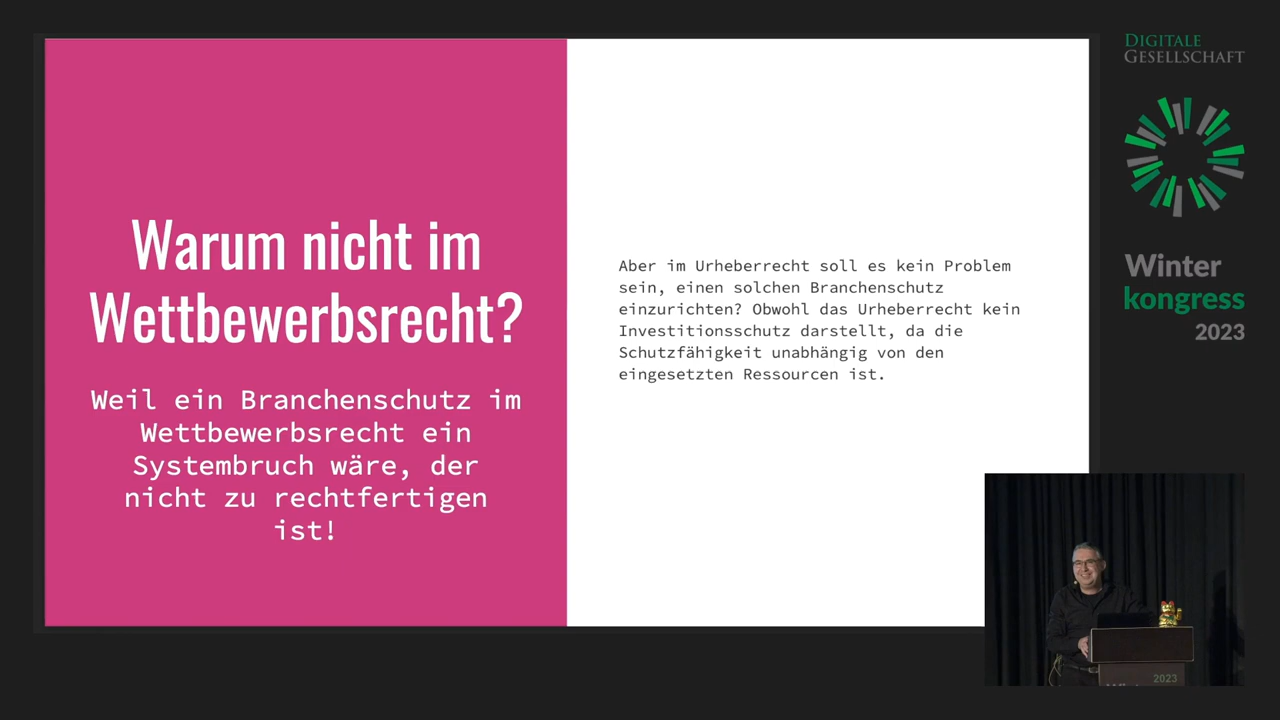 Warum nicht im
Wettbewerbsrecht?
Weil ein Branchenschutz im
Wettbewerbsrecht ein
Systembruch wäre, der
nicht zu rechtfertigen
ist!
Aber im Urheberrecht soll es kein Problem
sein, einen solchen Branchenschutz
einzurichten? Obwohl das Urheberrecht kein
Investitionsschutz darstellt, da die
Schutzfähigkeit unabhängig von den
eingesetzten Ressourcen ist.
DIGITALE
GESELLSCHAFT
Winter
kongress
2023
2023